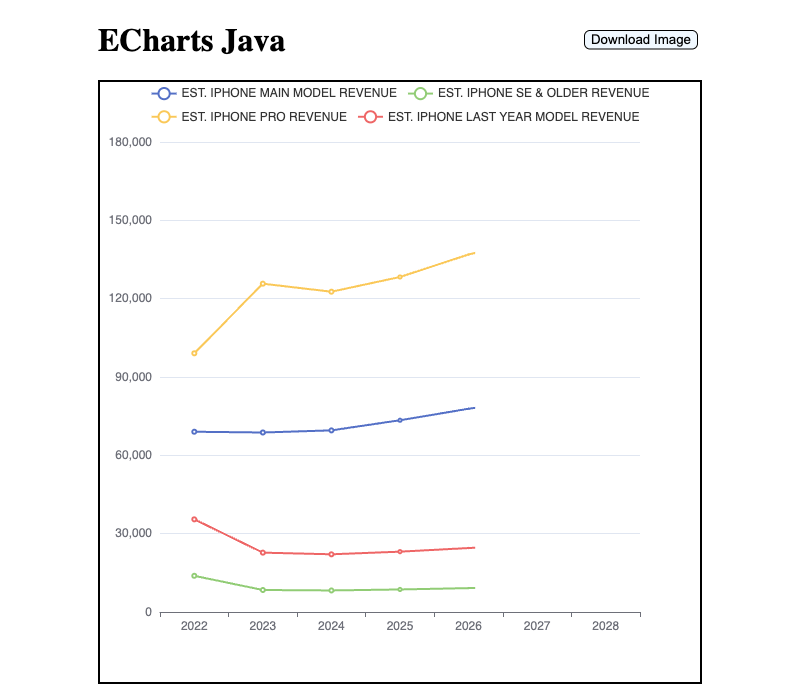 ECharts Java
Download Image
EST. IPHONE MAIN MODEL REVENUE EST. IPHONE SE & OLDER REVENUE
EST. IPHONE PRO REVENUE EST. IPHONE LAST YEAR MODEL REVENUE
180,000
150,000
120,000
90,000
60,000
30,000
0
2022 2023 2024 2025 2026 2027 2028